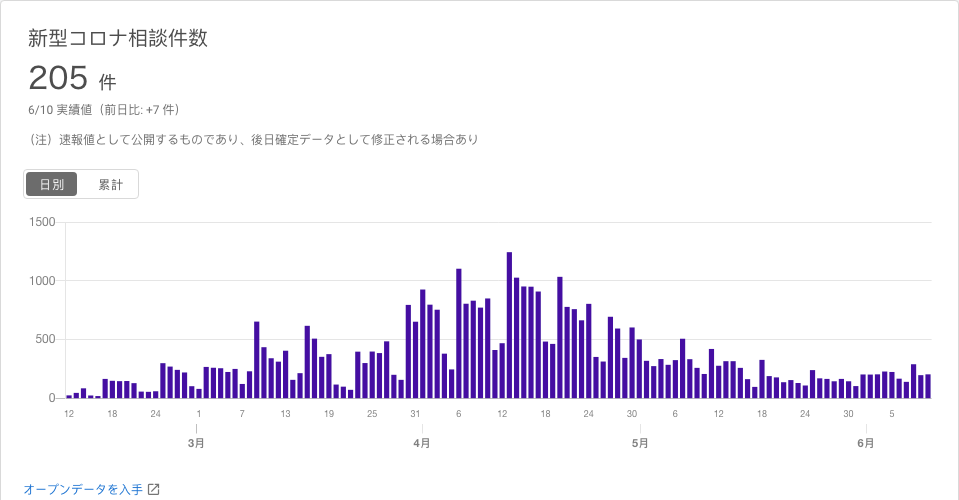 新型コロナ相談件数
205 件
6/10 実績値（前日比: +7 件）
（注）速報値として公開するものであり、後日確定データとして修正される場合あり
日別 累計
1500
1000
500
0
12 18 24 1 7 13 19 25 31 6 12 18 24 30 6 12 18 24 30 5
3月 4月 5月 6月
オープンデータを入手